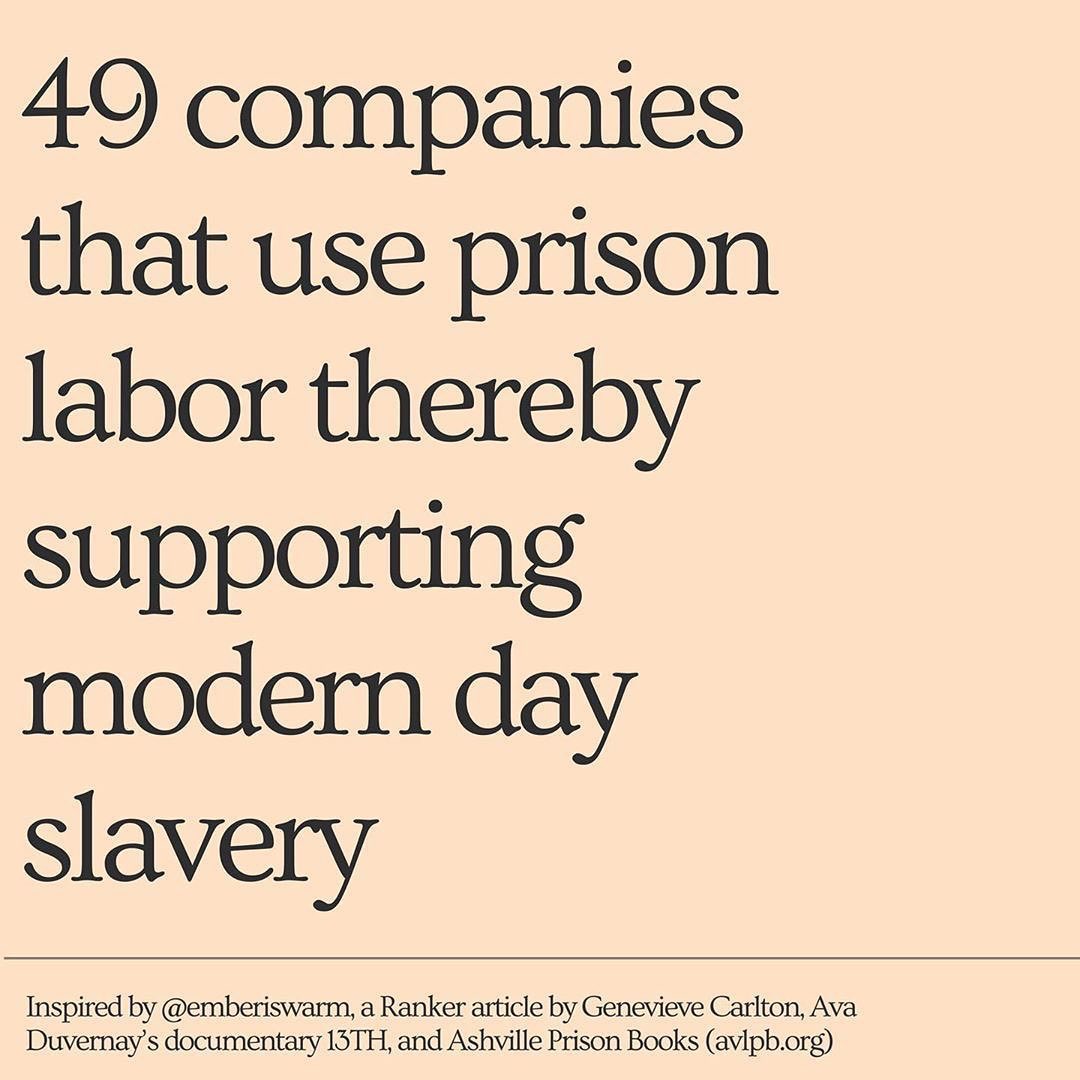 49 companies
that use prison
labor thereby
supporting
modern day
slavery
Inspired by @emberiswarm, a Ranker article by Genevieve Carlton, Ava
Duvernay’s documentary 13TH, and Ashville Prison Books (avlpb.org)